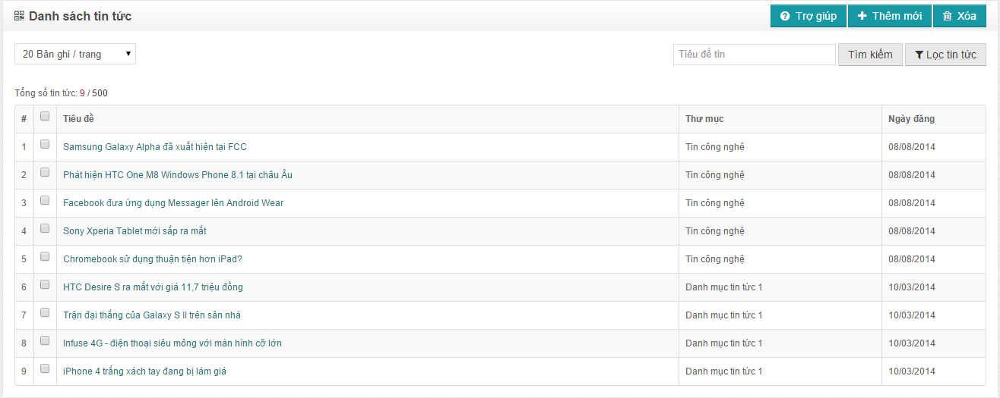 Danh sách tin tức
Trợ giúp Thêm mới Xóa
20 Bản ghi / trang Tiêu đề tin Tìm kiếm Lọc tin tức
Tổng số tin tức: 9 / 500
# Tiêu đề Thư mục Ngày đăng
1 Samsung Galaxy Alpha đã xuất hiện tại FCC Tin công nghệ 08/08/2014
2 Phát hiện HTC One M8 Windows Phone 8.1 tại châu Âu Tin công nghệ 08/08/2014
3 Facebook đưa ứng dụng Messager lên Android Wear Tin công nghệ 08/08/2014
4 Sony Xperia Tablet mới sắp ra mắt Tin công nghệ 08/08/2014
5 Chromebook sử dụng thuận tiện hơn iPad? Tin công nghệ 08/08/2014
6 HTC Desire S ra mắt với giá 11,7 triệu đồng Danh mục tin tức 1 10/03/2014
7 Trận đại thắng của Galaxy S II trên sân nhà Danh mục tin tức 1 10/03/2014
8 Infuse 4G - điện thoại siêu mỏng với màn hình cỡ lớn Danh mục tin tức 1 10/03/2014
9 iPhone 4 trắng xách tay đang bị làm giá Danh mục tin tức 1 10/03/2014